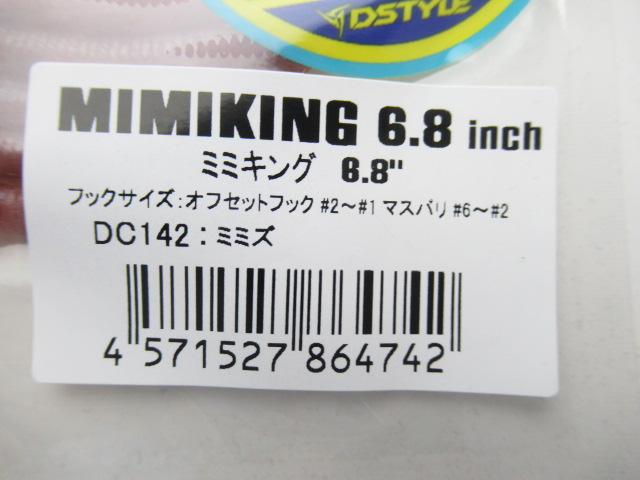 DSTYLE
MIMIKING 6.8 inch
ミミキング 6.8"
フックサイズ:オフセットフック #2～#1 マスバリ #6～#2
DC142:ミミズ
4 571527 864742